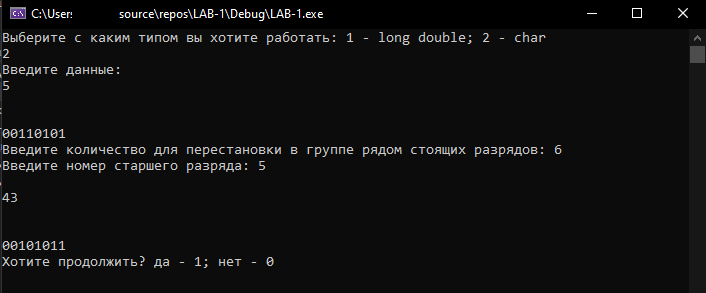 C:\Users source\repos\LAB-1\Debug\LAB-1.exe
Выберите с каким типом вы хотите работать: 1 - long double; 2 - char
2
Введите данные:
5
00110101
Введите количество для перестановки в группе рядом стоящих разрядов: 6
Введите номер старшего разряда: 5
43
00101011
Хотите продолжить? да - 1; нет - 0